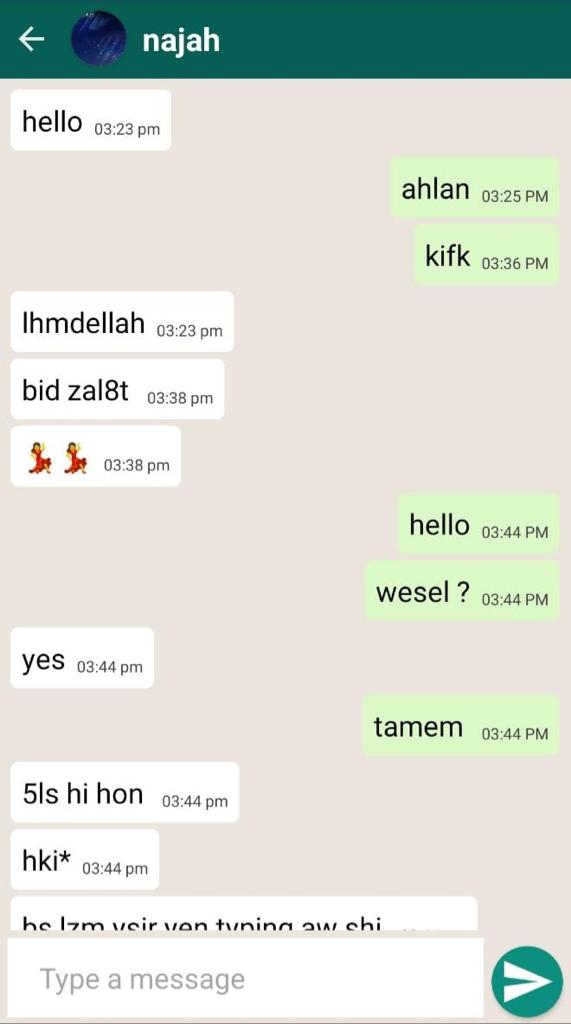 najah
hello 03:23 pm
ahlan 03:25 PM
kifk 03:36 PM
lhmdellah 03:23 pm
bid zal8t 03:38 pm
03:38 pm
hello 03:44 PM
wesel ? 03:44 PM
yes 03:44 pm
tamem 03:44 PM
5ls hi hon 03:44 pm
hki* 03:44 pm
bs lzm ysir ven typing aw shi
Type a message